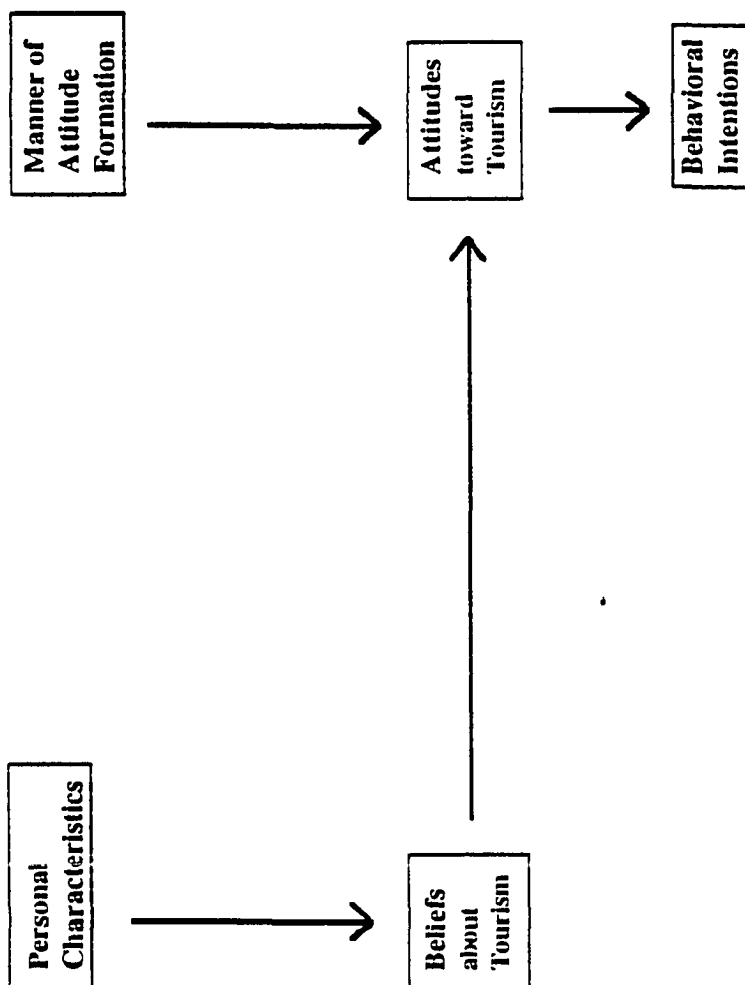 Personal
Characteristics
Beliefs
about
Tourism
Manner of
Attitude
Formation
Attitudes
toward
Tourism
Behavioral
Intentions